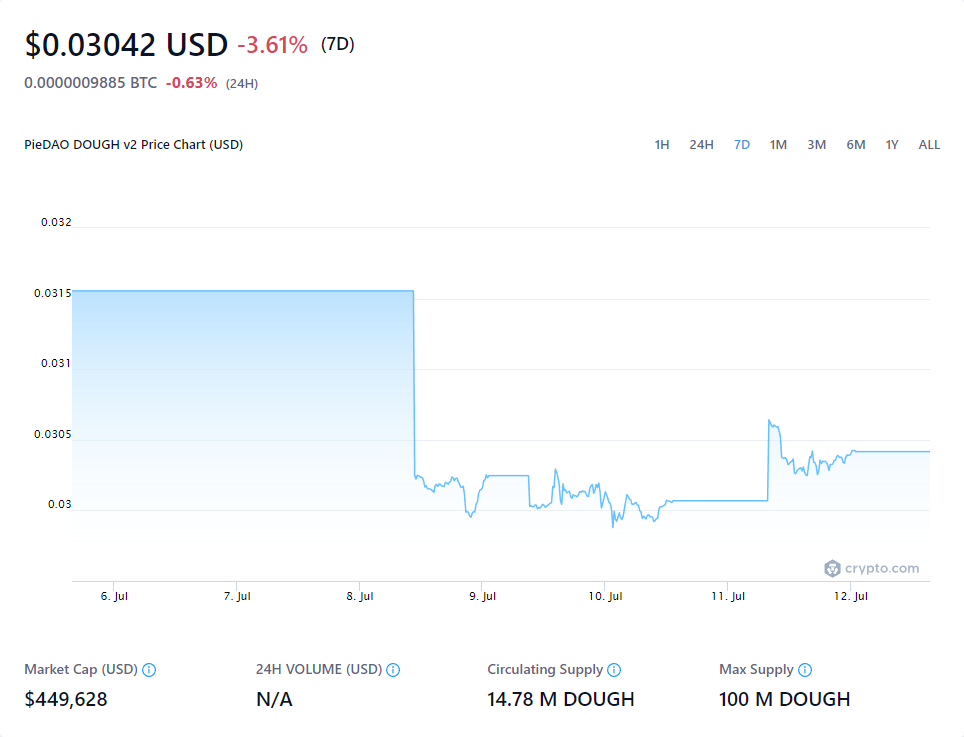 $0.03042 USD -3.61% (7D)
0.0000009885 BTC -0.63% (24H)
PieDAO DOUGH v2 Price Chart (USD) 1H 24H 7D 1M 3M 6M 1Y ALL
0.032
0.0315
0.031
0.0305
0.03
crypto.com
6. Jul 7. Jul 8. Jul 9. Jul 10. Jul 11. Jul 12. Jul
Market Cap (USD) 24H VOLUME (USD) Circulating Supply Max Supply
$449,628 N/A 14.78 M DOUGH 100 M DOUGH